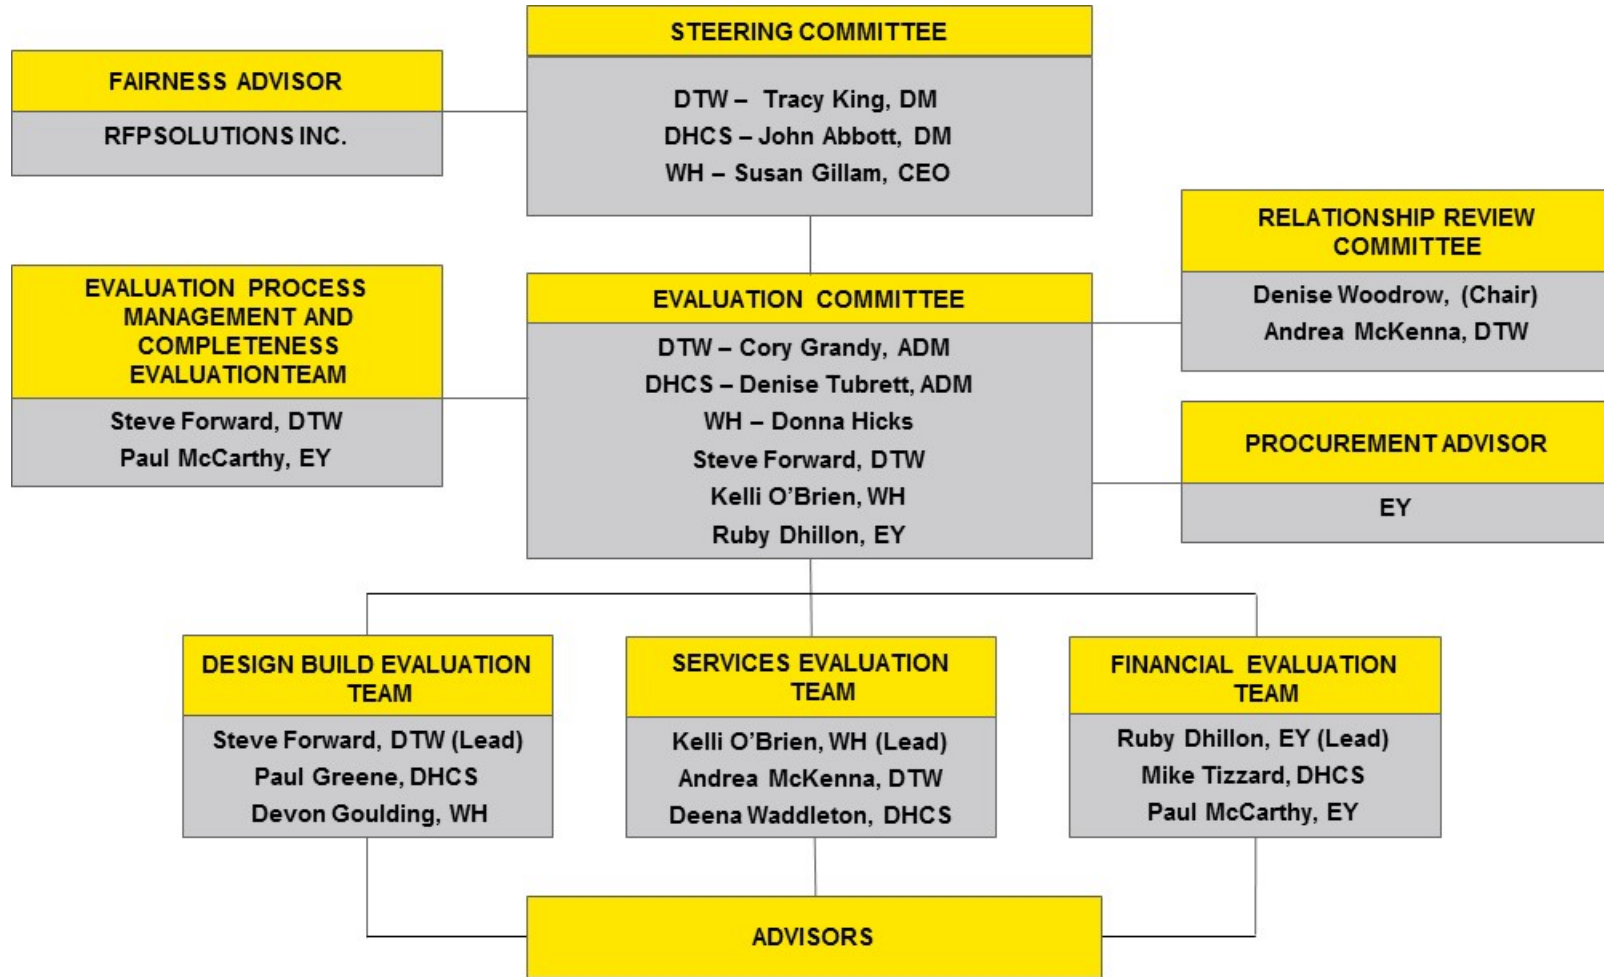 STEERING COMMITTEE
DTW – Tracy King, DM
DHCS – John Abbott, DM
WH – Susan Gillam, CEO
FAIRNESS ADVISOR
RFPSOLUTIONS INC.
RELATIONSHIP REVIEW
COMMITTEE
Denise Woodrow, (Chair)
Andrea McKenna, DTW
EVALUATION PROCESS
MANAGEMENT AND
COMPLETENESS
EVALUATIONTEAM
Steve Forward, DTW
Paul McCarthy, EY
EVALUATION COMMITTEE
DTW – Cory Grandy, ADM
DHCS – Denise Tubrett, ADM
WH – Donna Hicks
Steve Forward, DTW
Kelli O’Brien, WH
Ruby Dhillon, EY
PROCUREMENT ADVISOR
EY
DESIGN BUILD EVALUATION
TEAM
Steve Forward, DTW (Lead)
Paul Greene, DHCS
Devon Goulding, WH
SERVICES EVALUATION
TEAM
Kelli O’Brien, WH (Lead)
Andrea McKenna, DTW
Deena Waddleton, DHCS
FINANCIAL EVALUATION
TEAM
Ruby Dhillon, EY (Lead)
Mike Tizzard, DHCS
Paul McCarthy, EY
ADVISORS